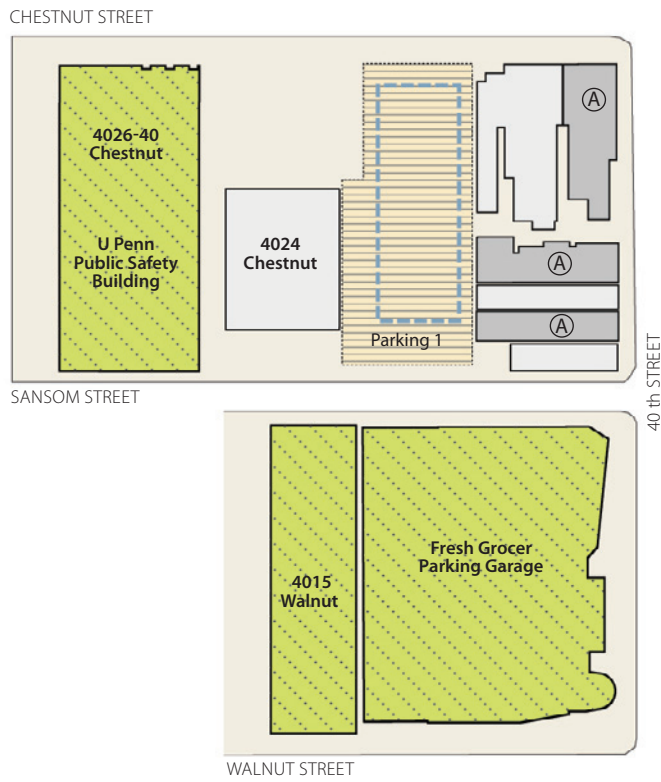 CHESTNUT STREET
4026-40
Chestnut
U Penn
Public Safety
Building
4024
Chestnut
Parking 1
A
A
A
SANSOM STREET
40 th STREET
4015
Walnut
Fresh Grocer
Parking Garage
WALNUT STREET